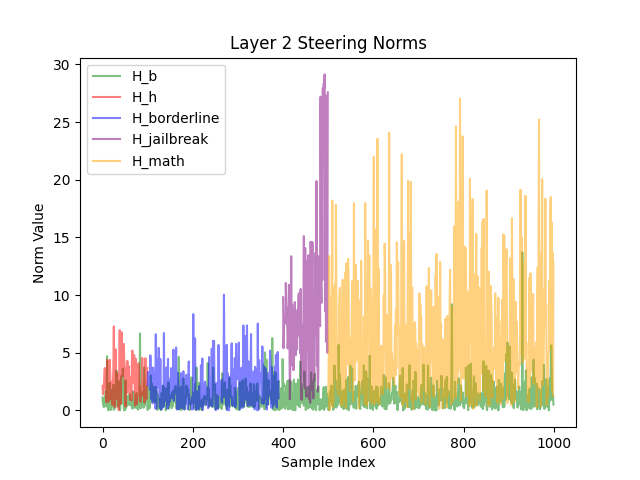 Layer 2 Steering Norms
30
25
20
15
10
5
0
Norm Value
H_b
H_h
H_borderline
H_jailbreak
H_math
0 200 400 600 800 1000
Sample Index